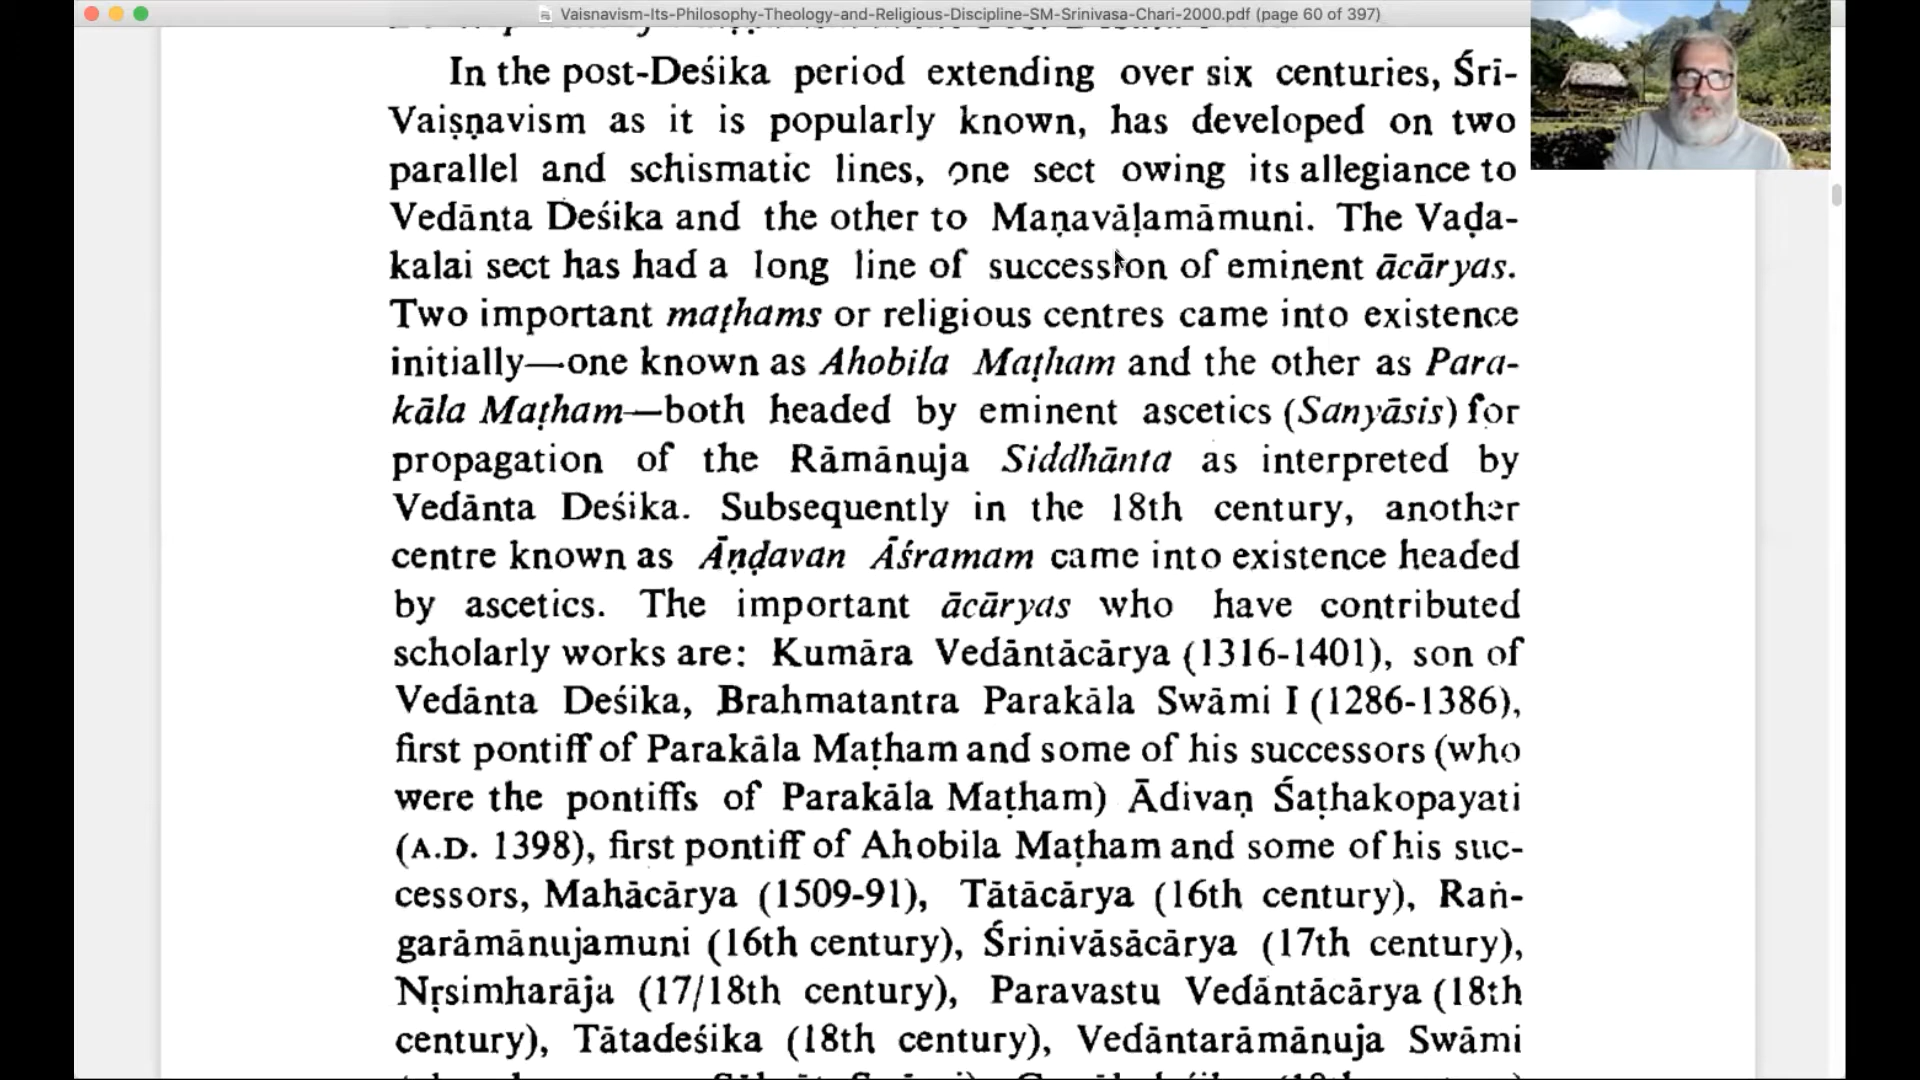 Vaisnavism-Its-Philosophy-Theology-and-Religious-Discipline-SM-Srinivasa-Chari-2000.pdf (page 60 of 397)
In the post-Deśika period extending over six centuries, Śrī-
Vaiṣṇavism as it is popularly known, has developed on two
parallel and schismatic lines, one sect owing its allegiance to
Vedānta Deśika and the other to Maṇavāḷamāmuni. The Vaḍa-
kalai sect has had a long line of succession of eminent ācāryas.
Two important maṭhams or religious centres came into existence
initially—one known as Ahobila Maṭham and the other as Para-
kāla Maṭham—both headed by eminent ascetics (Sanyāsis) for
propagation of the Rāmānuja Siddhānta as interpreted by
Vedānta Deśika. Subsequently in the 18th century, another
centre known as Āṇḍavan Āśramam came into existence headed
by ascetics. The important ācāryas who have contributed
scholarly works are: Kumāra Vedāntācārya (1316-1401), son of
Vedānta Deśika, Brahmatantra Parakāla Swāmi I (1286-1386),
first pontiff of Parakāla Maṭham and some of his successors (who
were the pontiffs of Parakāla Maṭham) Ādivaṇ Śaṭhakopayati
(A.D. 1398), first pontiff of Ahobila Maṭham and some of his suc-
cessors, Mahācārya (1509-91), Tātācārya (16th century), Raṅ-
garāmānujamuni (16th century), Śrinivāsācārya (17th century),
Nṛsimharāja (17/18th century), Paravastu Vedāntācārya (18th
century), Tātadeśika (18th century), Vedāntarāmānuja Swāmi